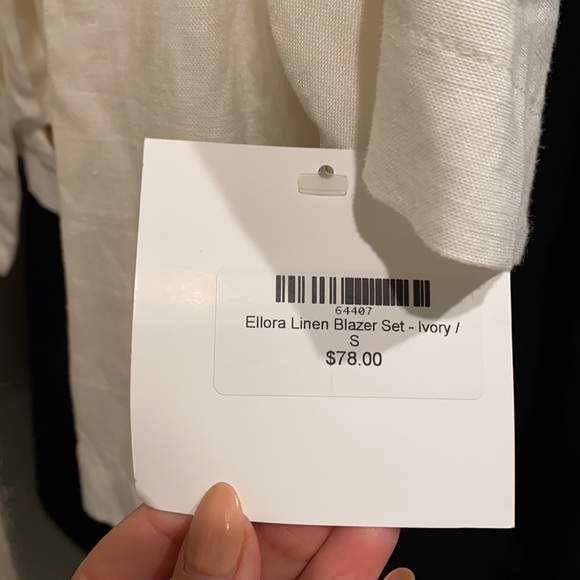 64407
Ellora Linen Blazer Set - Ivory /
S
$78.00